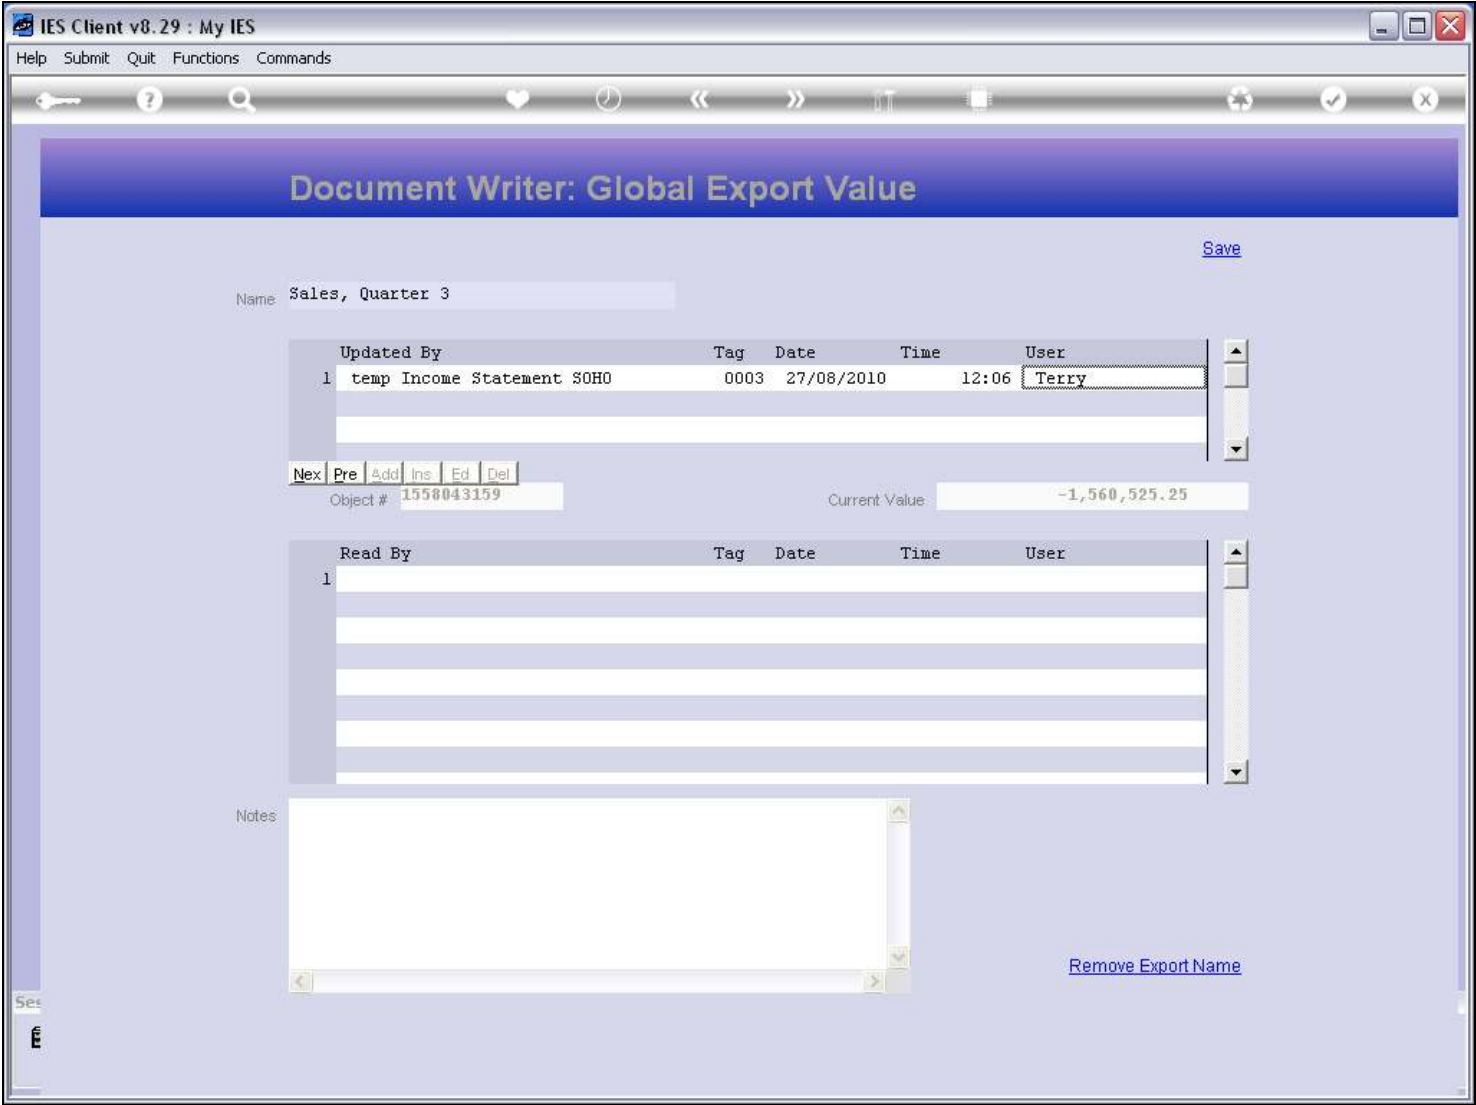 IES Client v8.29 : My IES
Help Submit Quit Functions Commands
Document Writer: Global Export Value
Save
Name Sales, Quarter 3
Updated By Tag Date Time User
1 temp Income Statement SOHO 0003 27/08/2010 12:06 Terry
Nex Pre Add Ins Ed Del
Object # 1558043159 Current Value -1,560,525.25
Read By Tag Date Time User
1
Notes
Remove Export Name
Ses